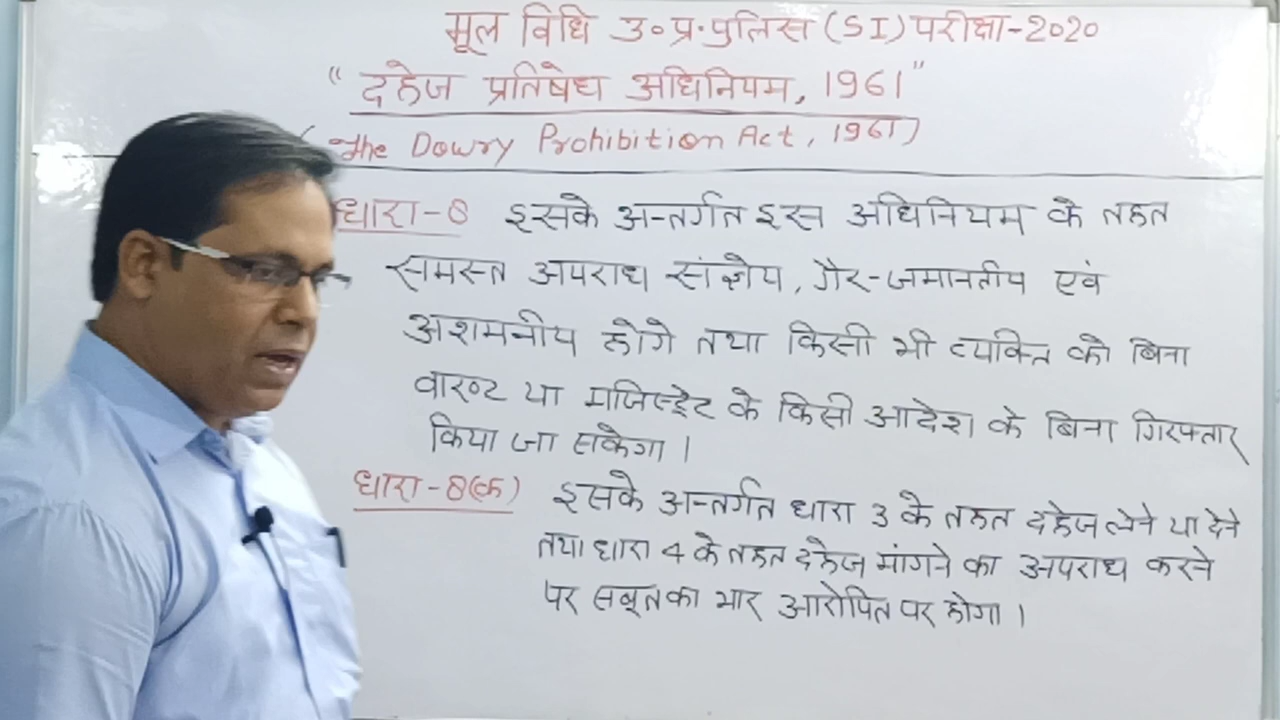 मूल विधि उ०प्र०पुलिस (SI) परीक्षा-2020
"दहेज प्रतिषेध अधिनियम, 1961"
(The Dowry Prohibition Act, 1961)
धारा-8 इसके अन्तर्गत इस अधिनियम के तहत
समस्त अपराध संज्ञेय, गैर-जमानतीय एवं
अशमनीय होगे तथा किसी भी व्यक्ति को बिना
वारण्ट या मजिस्ट्रेट के किसी आदेश के बिना गिरफ्तार
किया जा सकेगा।
धारा-8(क) इसके अन्तर्गत धारा 3 के तहत दहेज लेने या देने
तथा धारा 4 के तहत दहेज मांगने का अपराध करने
पर सबूत का भार आरोपित पर होगा।